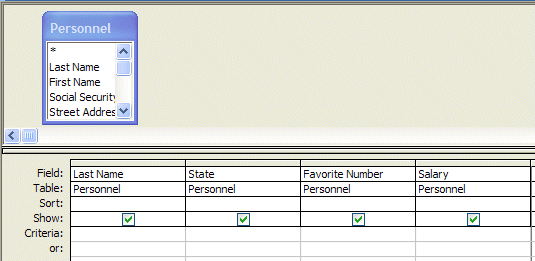 Personnel
*
Last Name
First Name
Social Security
Street Addres
Field: Last Name State Favorite Number Salary
Table: Personnel Personnel Personnel Personnel
Sort:
Show:
Criteria:
or: